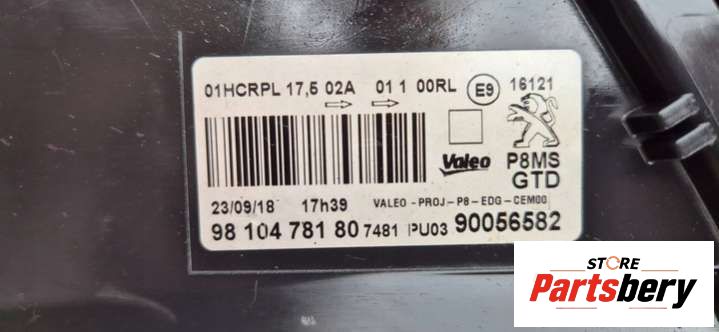 01HCRPL 17,5 02A 01 1 00RL E9 16121
Valeo P8MS
GTD
23/09/18 17h39 VALEO - PROJ - P8 - EDG - CEM00
98 104 781 80 7481 PU03 90056582
STORE
Partsbery